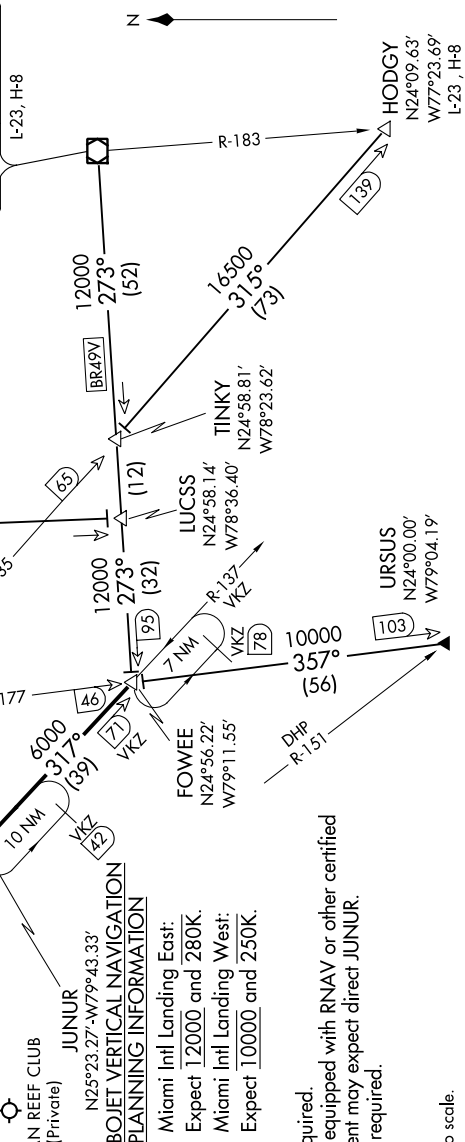 L-23, H-8
N
R-183
HODGY
N24°09.63'
W77°23.69'
L-23 , H-8
139
12000
273°
(52)
16500
315°
(73)
BR49V
TINKY
N24°58.81'
W78°23.62'
65
(12)
LUCSS
N24°58.14'
W78°36.40'
12000
273°
(32)
95
R-137
VKZ
7 NM
VKZ
78
10000
357°
(56)
103
URSUS
N24°00.00'
W79°04.19'
DHP
R-151
177
46
71
VKZ
6000
317°
(39)
FOWEE
N24°56.22'
W79°11.55'
10 NM
VKZ
42
AN REEF CLUB
(Private)
JUNUR
N25°23.27'-W79°43.33'
BOJET VERTICAL NAVIGATION
PLANNING INFORMATION
Miami Intl Landing East:
Expect 12000 and 280K.
Miami Intl Landing West:
Expect 10000 and 250K.
quired.
equipped with RNAV or other certified
ent may expect direct JUNUR.
required.
o scale.